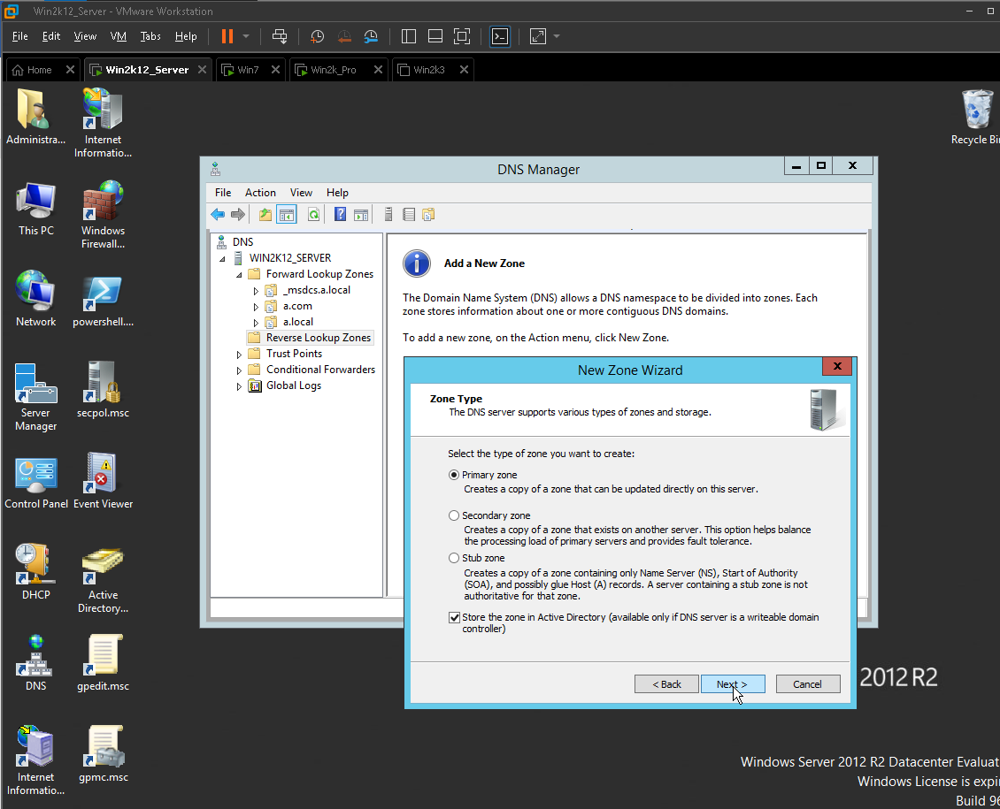 Win2k12_Server - VMware Workstation
File Edit View VM Tabs Help
Home Win2k12_Server Win7 Win2k_Pro Win2k3
Administra...
Internet
Informatio...
This PC
Windows
Firewall...
Network
powershell....
Server
Manager
secpol.msc
Control Panel
Event Viewer
DHCP
Active
Directory...
DNS
gpedit.msc
Internet
Informatio...
gpmc.msc
Recycle Bin
DNS Manager
File Action View Help
DNS
WIN2K12_SERVER
Forward Lookup Zones
_msdcs.a.local
a.com
a.local
Reverse Lookup Zones
Trust Points
Conditional Forwarders
Global Logs
Add a New Zone
The Domain Name System (DNS) allows a DNS namespace to be divided into zones. Each
zone stores information about one or more contiguous DNS domains.
To add a new zone, on the Action menu, click New Zone.
New Zone Wizard
Zone Type
The DNS server supports various types of zones and storage.
Select the type of zone you want to create:
Primary zone
Creates a copy of a zone that can be updated directly on this server.
Secondary zone
Creates a copy of a zone that exists on another server. This option helps balance
the processing load of primary servers and provides fault tolerance.
Stub zone
Creates a copy of a zone containing only Name Server (NS), Start of Authority
(SOA), and possibly glue Host (A) records. A server containing a stub zone is not
authoritative for that zone.
Store the zone in Active Directory (available only if DNS server is a writeable domain
controller)
< Back Next > Cancel
2012 R2
Windows Server 2012 R2 Datacenter Evaluat
Windows License is expi
Build 96